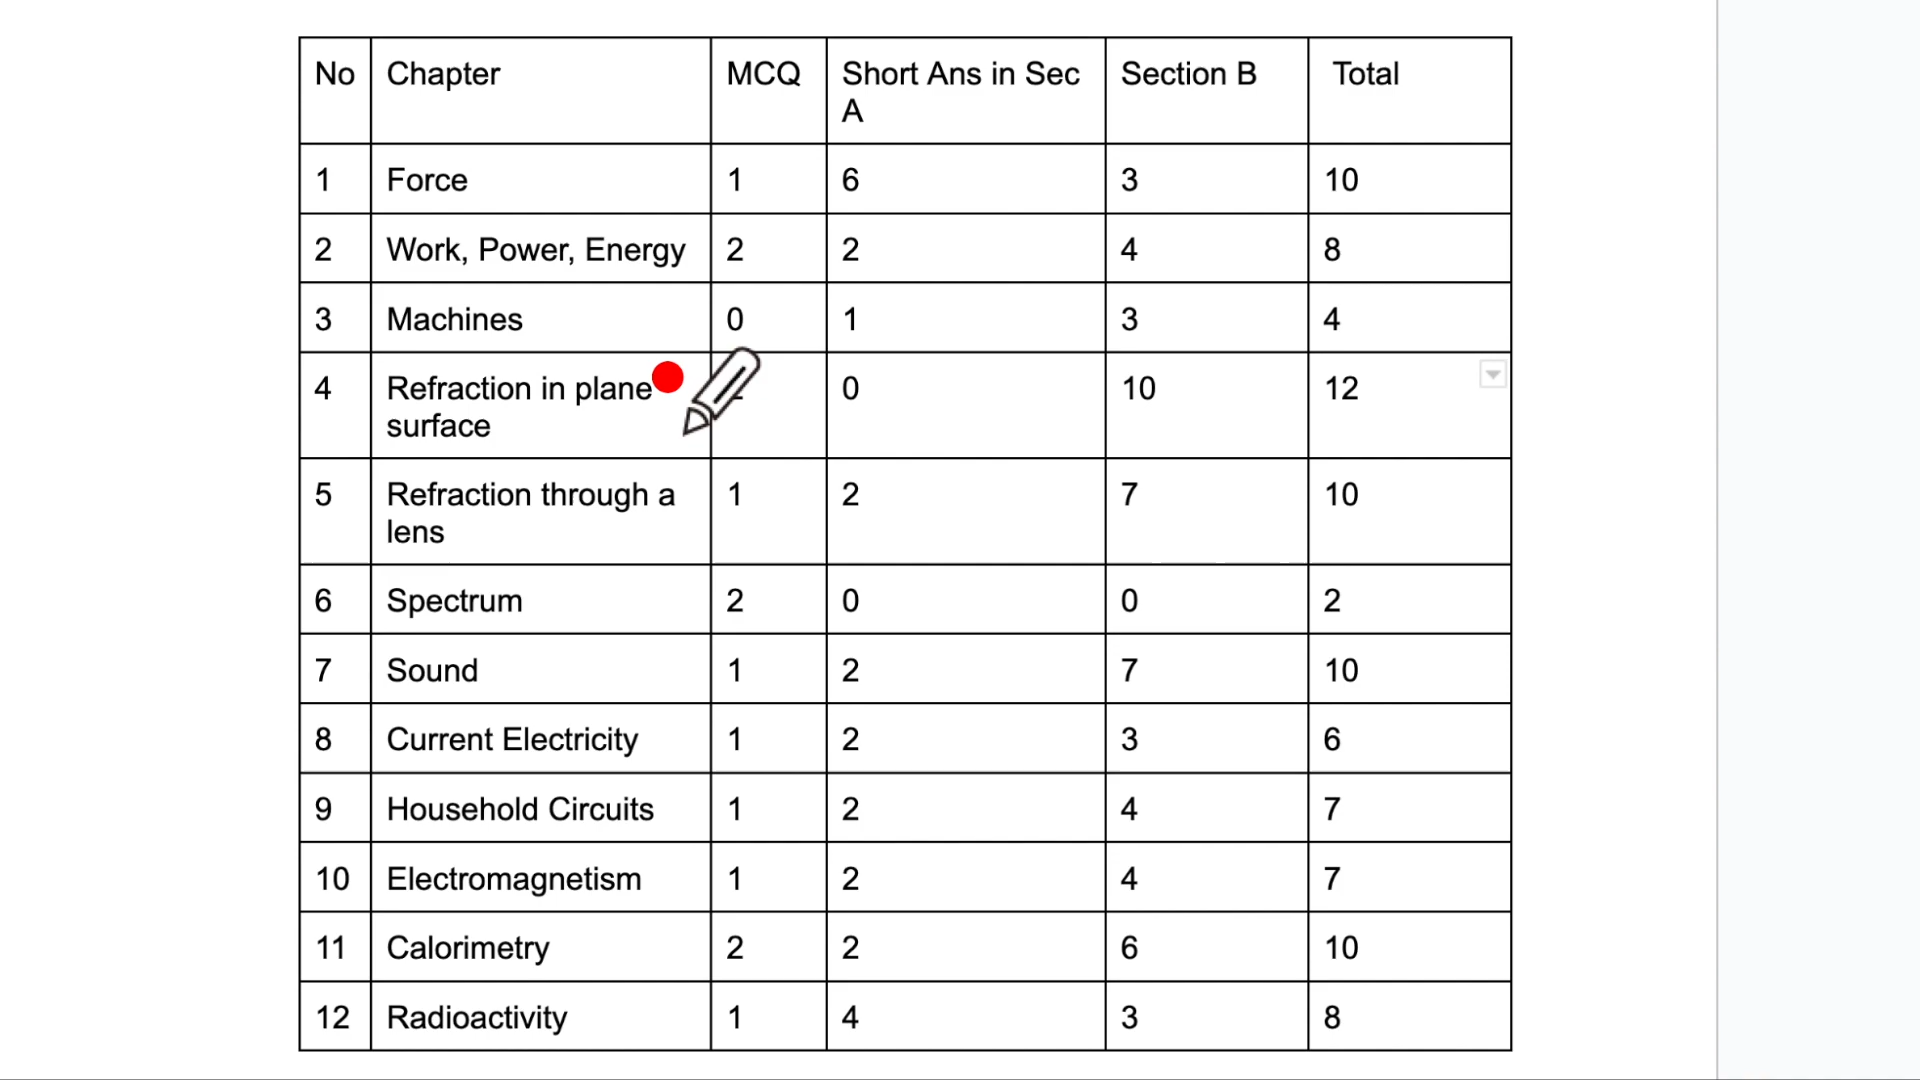 No Chapter MCQ Short Ans in Sec A Section B Total
1 Force 1 6 3 10
2 Work, Power, Energy 2 2 4 8
3 Machines 0 1 3 4
4 Refraction in plane surface 0 10 12
5 Refraction through a lens 1 2 7 10
6 Spectrum 2 0 0 2
7 Sound 1 2 7 10
8 Current Electricity 1 2 3 6
9 Household Circuits 1 2 4 7
10 Electromagnetism 1 2 4 7
11 Calorimetry 2 2 6 10
12 Radioactivity 1 4 3 8